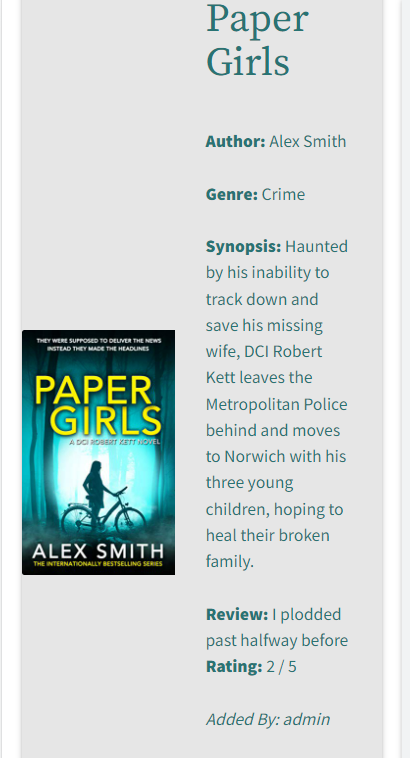 Paper
Girls
Author: Alex Smith
Genre: Crime
Synopsis: Haunted
by his inability to
track down and
save his missing
wife, DCI Robert
Kett leaves the
Metropolitan Police
behind and moves
to Norwich with his
three young
children, hoping to
heal their broken
family.
Review: I plodded
past halfway before
Rating: 2 / 5
Added By: admin
THEY WERE SUPPOSED TO DELIVER THE NEWS
INSTEAD THEY MADE THE HEADLINES
PAPER
GIRLS
A DCI ROBERT KETT NOVEL
ALEX SMITH
THE INTERNATIONALLY BESTSELLING SERIES